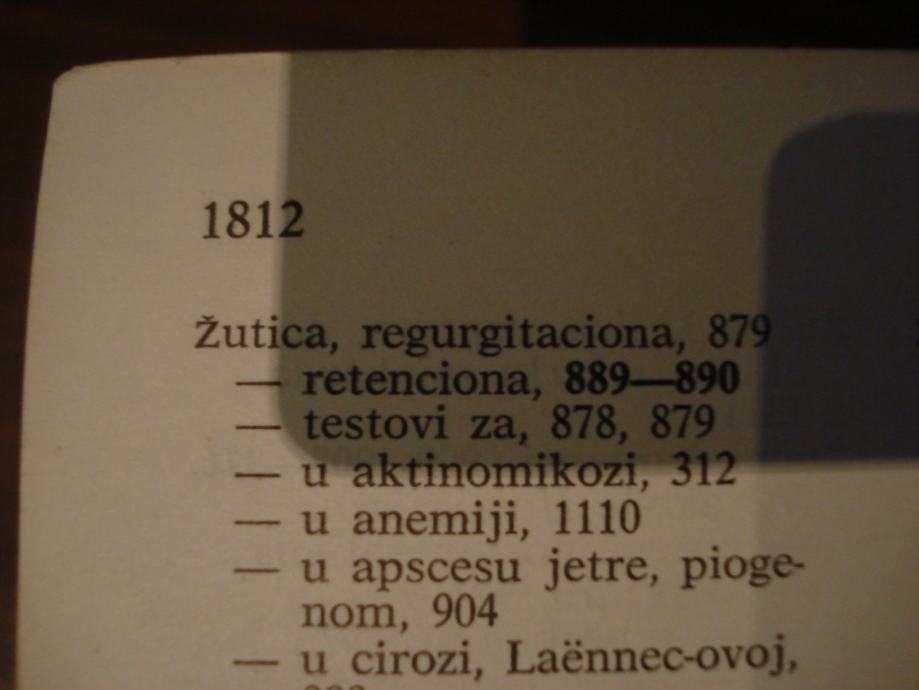 1812
Žutica, regurgitaciona, 879
— retenciona, 889—890
— testovi za, 878, 879
— u aktinomikozi, 312
— u anemiji, 1110
— u apscesu jetre, pioge-
nom, 904
— u cirozi, Laënnec-ovoj,